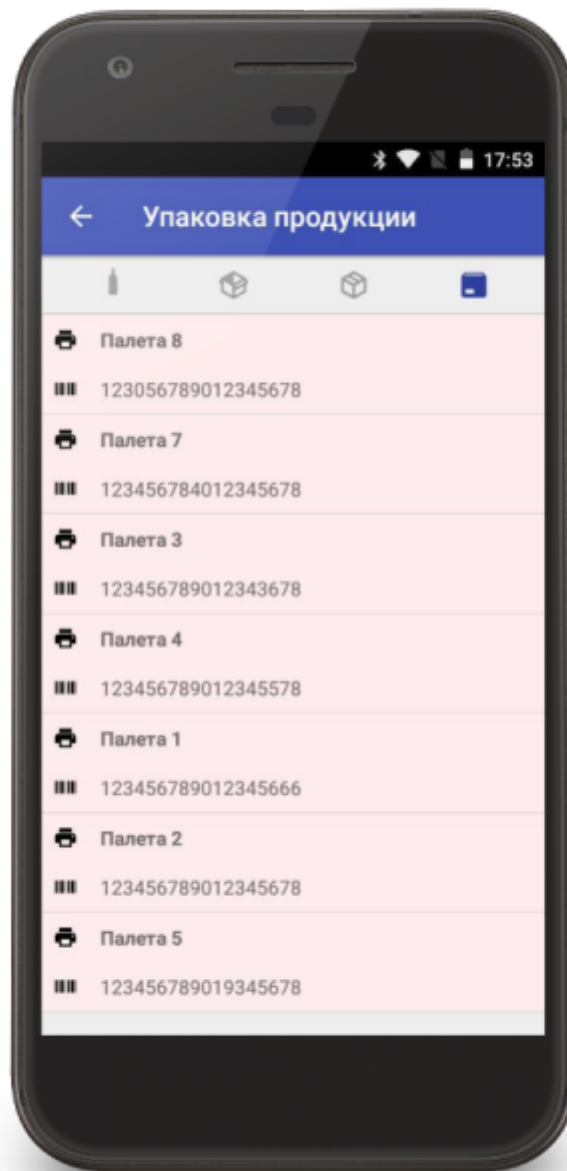 17:53
Упаковка продукции
Палета 8
123056789012345678
Палета 7
123456784012345678
Палета 3
123456789012343678
Палета 4
123456789012345578
Палета 1
123456789012345666
Палета 2
123456789012345678
Палета 5
123456789019345678